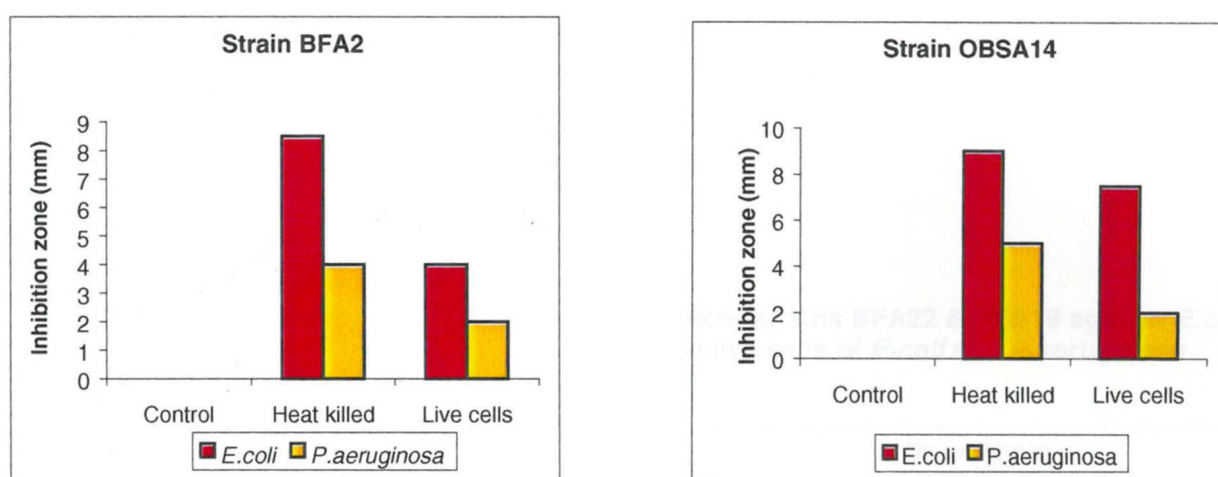 Strain BFA2
Inhibition zone (mm)
9
8
7
6
5
4
3
2
1
0
Control Heat killed Live cells
E.coli P.aeruginosa
Strain OBSA14
Inhibition zone (mm)
10
8
6
4
2
0
Control Heat killed Live cells
E.coli P.aeruginosa